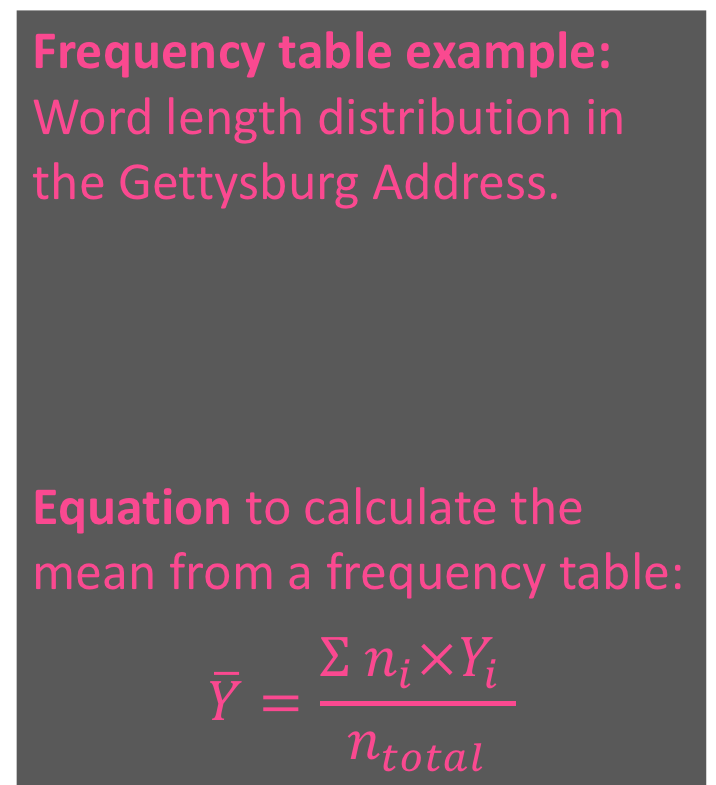 Frequency table example:
Word length distribution in
the Gettysburg Address.
Equation to calculate the
mean from a frequency table:
Ȳ = Σ nᵢ×Yᵢ / n_total